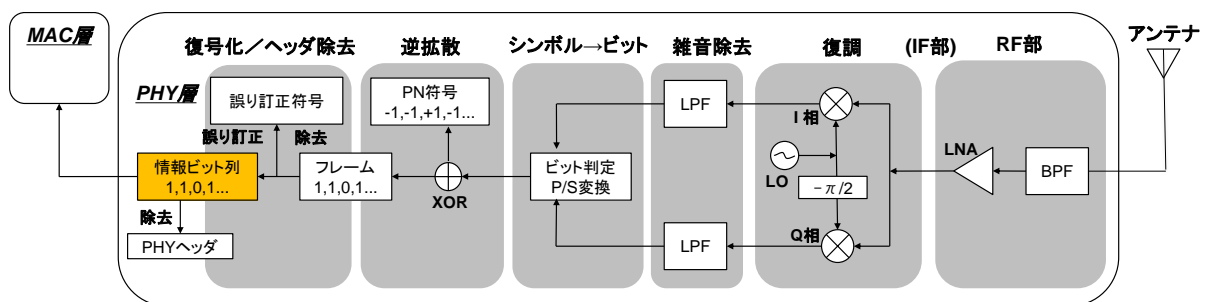 MAC層
復号化／ヘッダ除去
逆拡散
シンボル→ビット
雑音除去
復調
(IF部)
RF部
アンテナ
PHY層
誤り訂正符号
PN符号
-1,-1,+1,-1...
LPF
I 相
誤り訂正
除去
情報ビット列
1,1,0,1...
フレーム
1,1,0,1...
XOR
ビット判定
P/S変換
LO
－π/2
LNA
BPF
除去
PHYヘッダ
LPF
Q相